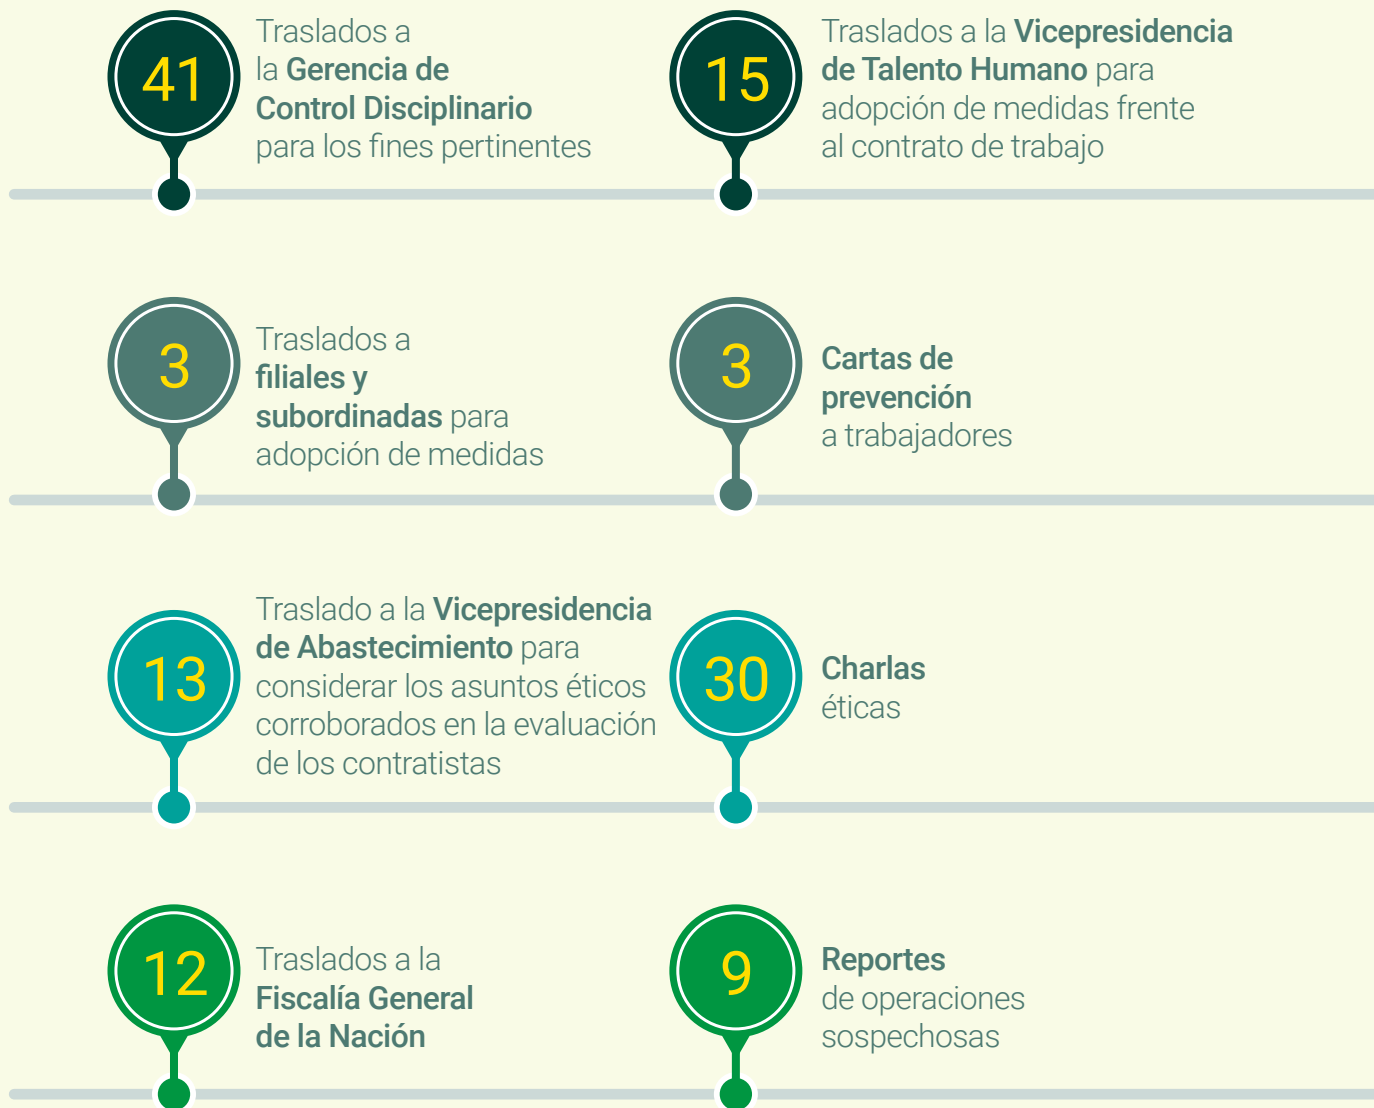 41
Traslados a
la Gerencia de
Control Disciplinario
para los fines pertinentes
15
Traslados a la Vicepresidencia
de Talento Humano para
adopción de medidas frente
al contrato de trabajo
3
Traslados a
filiales y
subordinadas para
adopción de medidas
3
Cartas de
prevención
a trabajadores
13
Traslado a la Vicepresidencia
de Abastecimiento para
considerar los asuntos éticos
corroborados en la evaluación
de los contratistas
30
Charlas
éticas
12
Traslados a la
Fiscalía General
de la Nación
9
Reportes
de operaciones
sospechosas